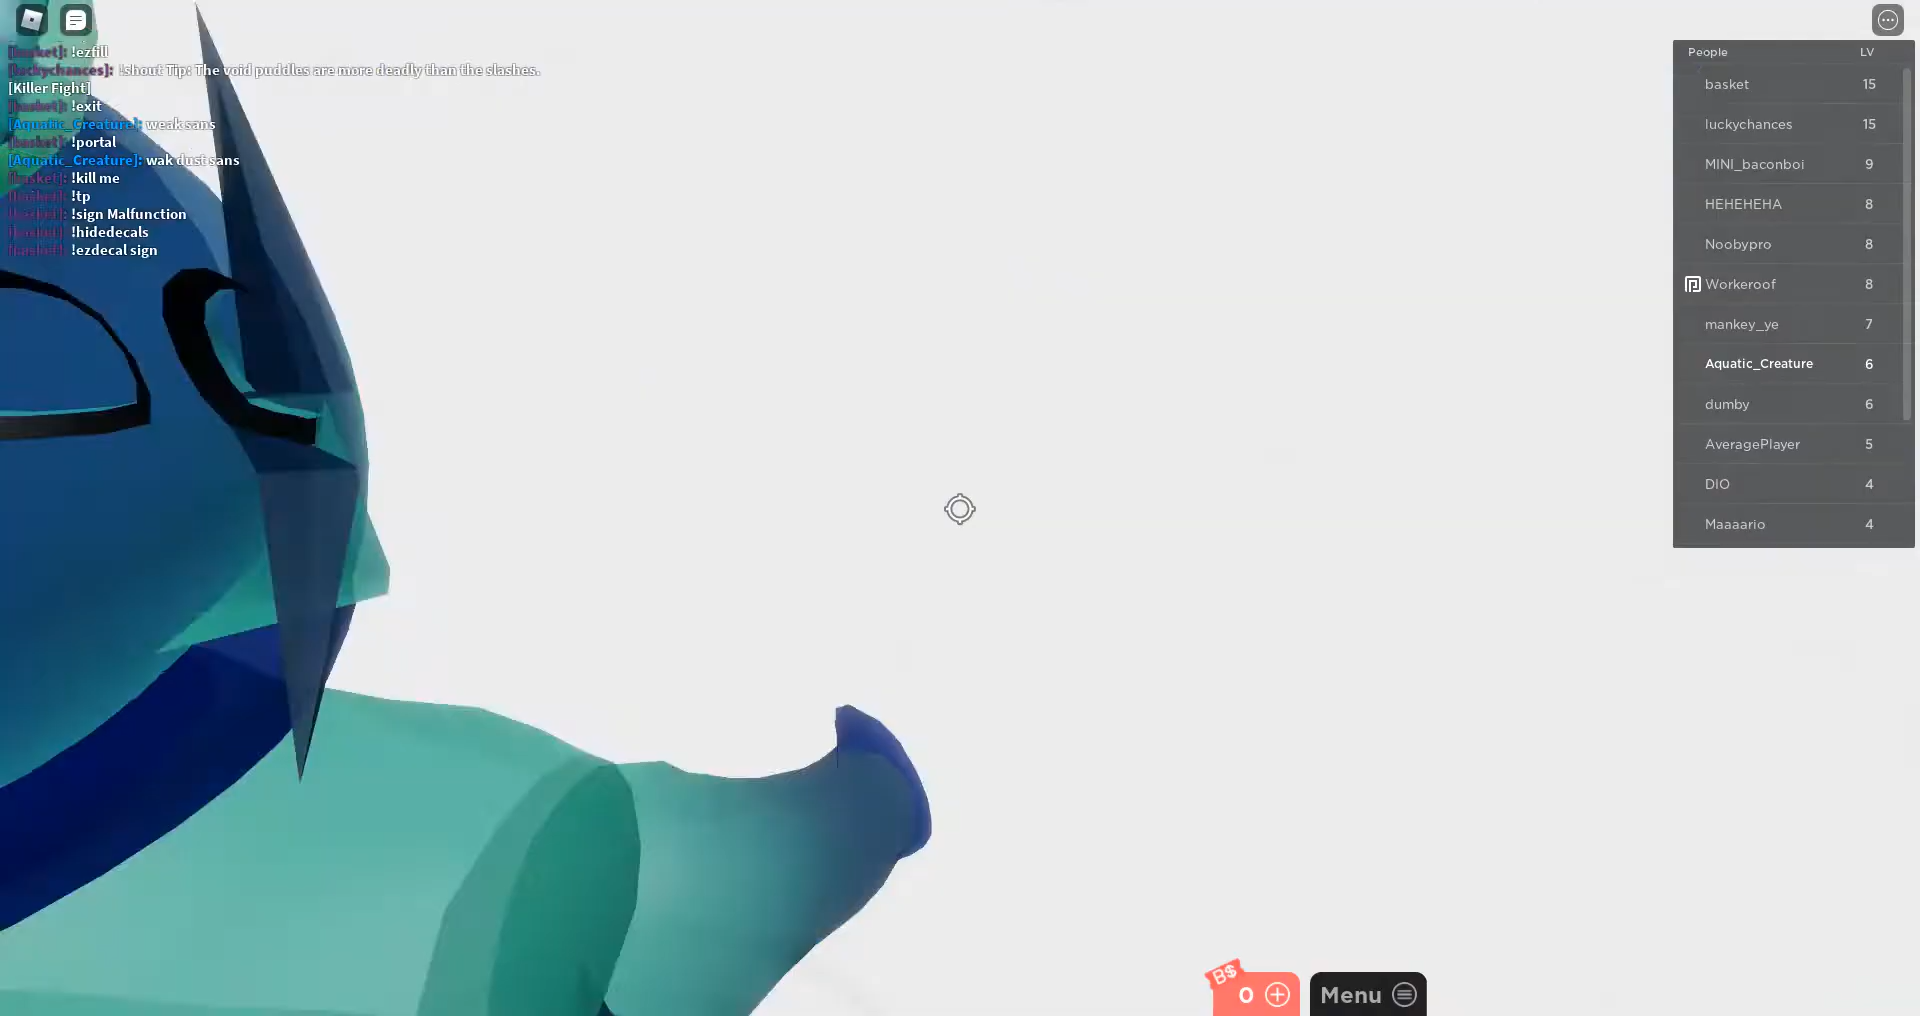 [basket]: !ezfill
[luckychances]: !shout Tip: The void puddles are more deadly than the slashes.
[Killer Fight]
[basket]: !exit
[Aquatic_Creature]: weak sans
[basket]: !portal
[Aquatic_Creature]: wak dust sans
[basket]: !kill me
[basket]: !tp
[basket]: !sign Malfunction
[basket]: !hidedecals
[basket]: !ezdecal sign
People LV
basket 15
luckychances 15
MINI_baconboi 9
HEHEHEHA 8
Noobypro 8
Workeroof 8
mankey_ye 7
Aquatic_Creature 6
dumby 6
AveragePlayer 5
DIO 4
Maaaario 4
B$
0
Menu